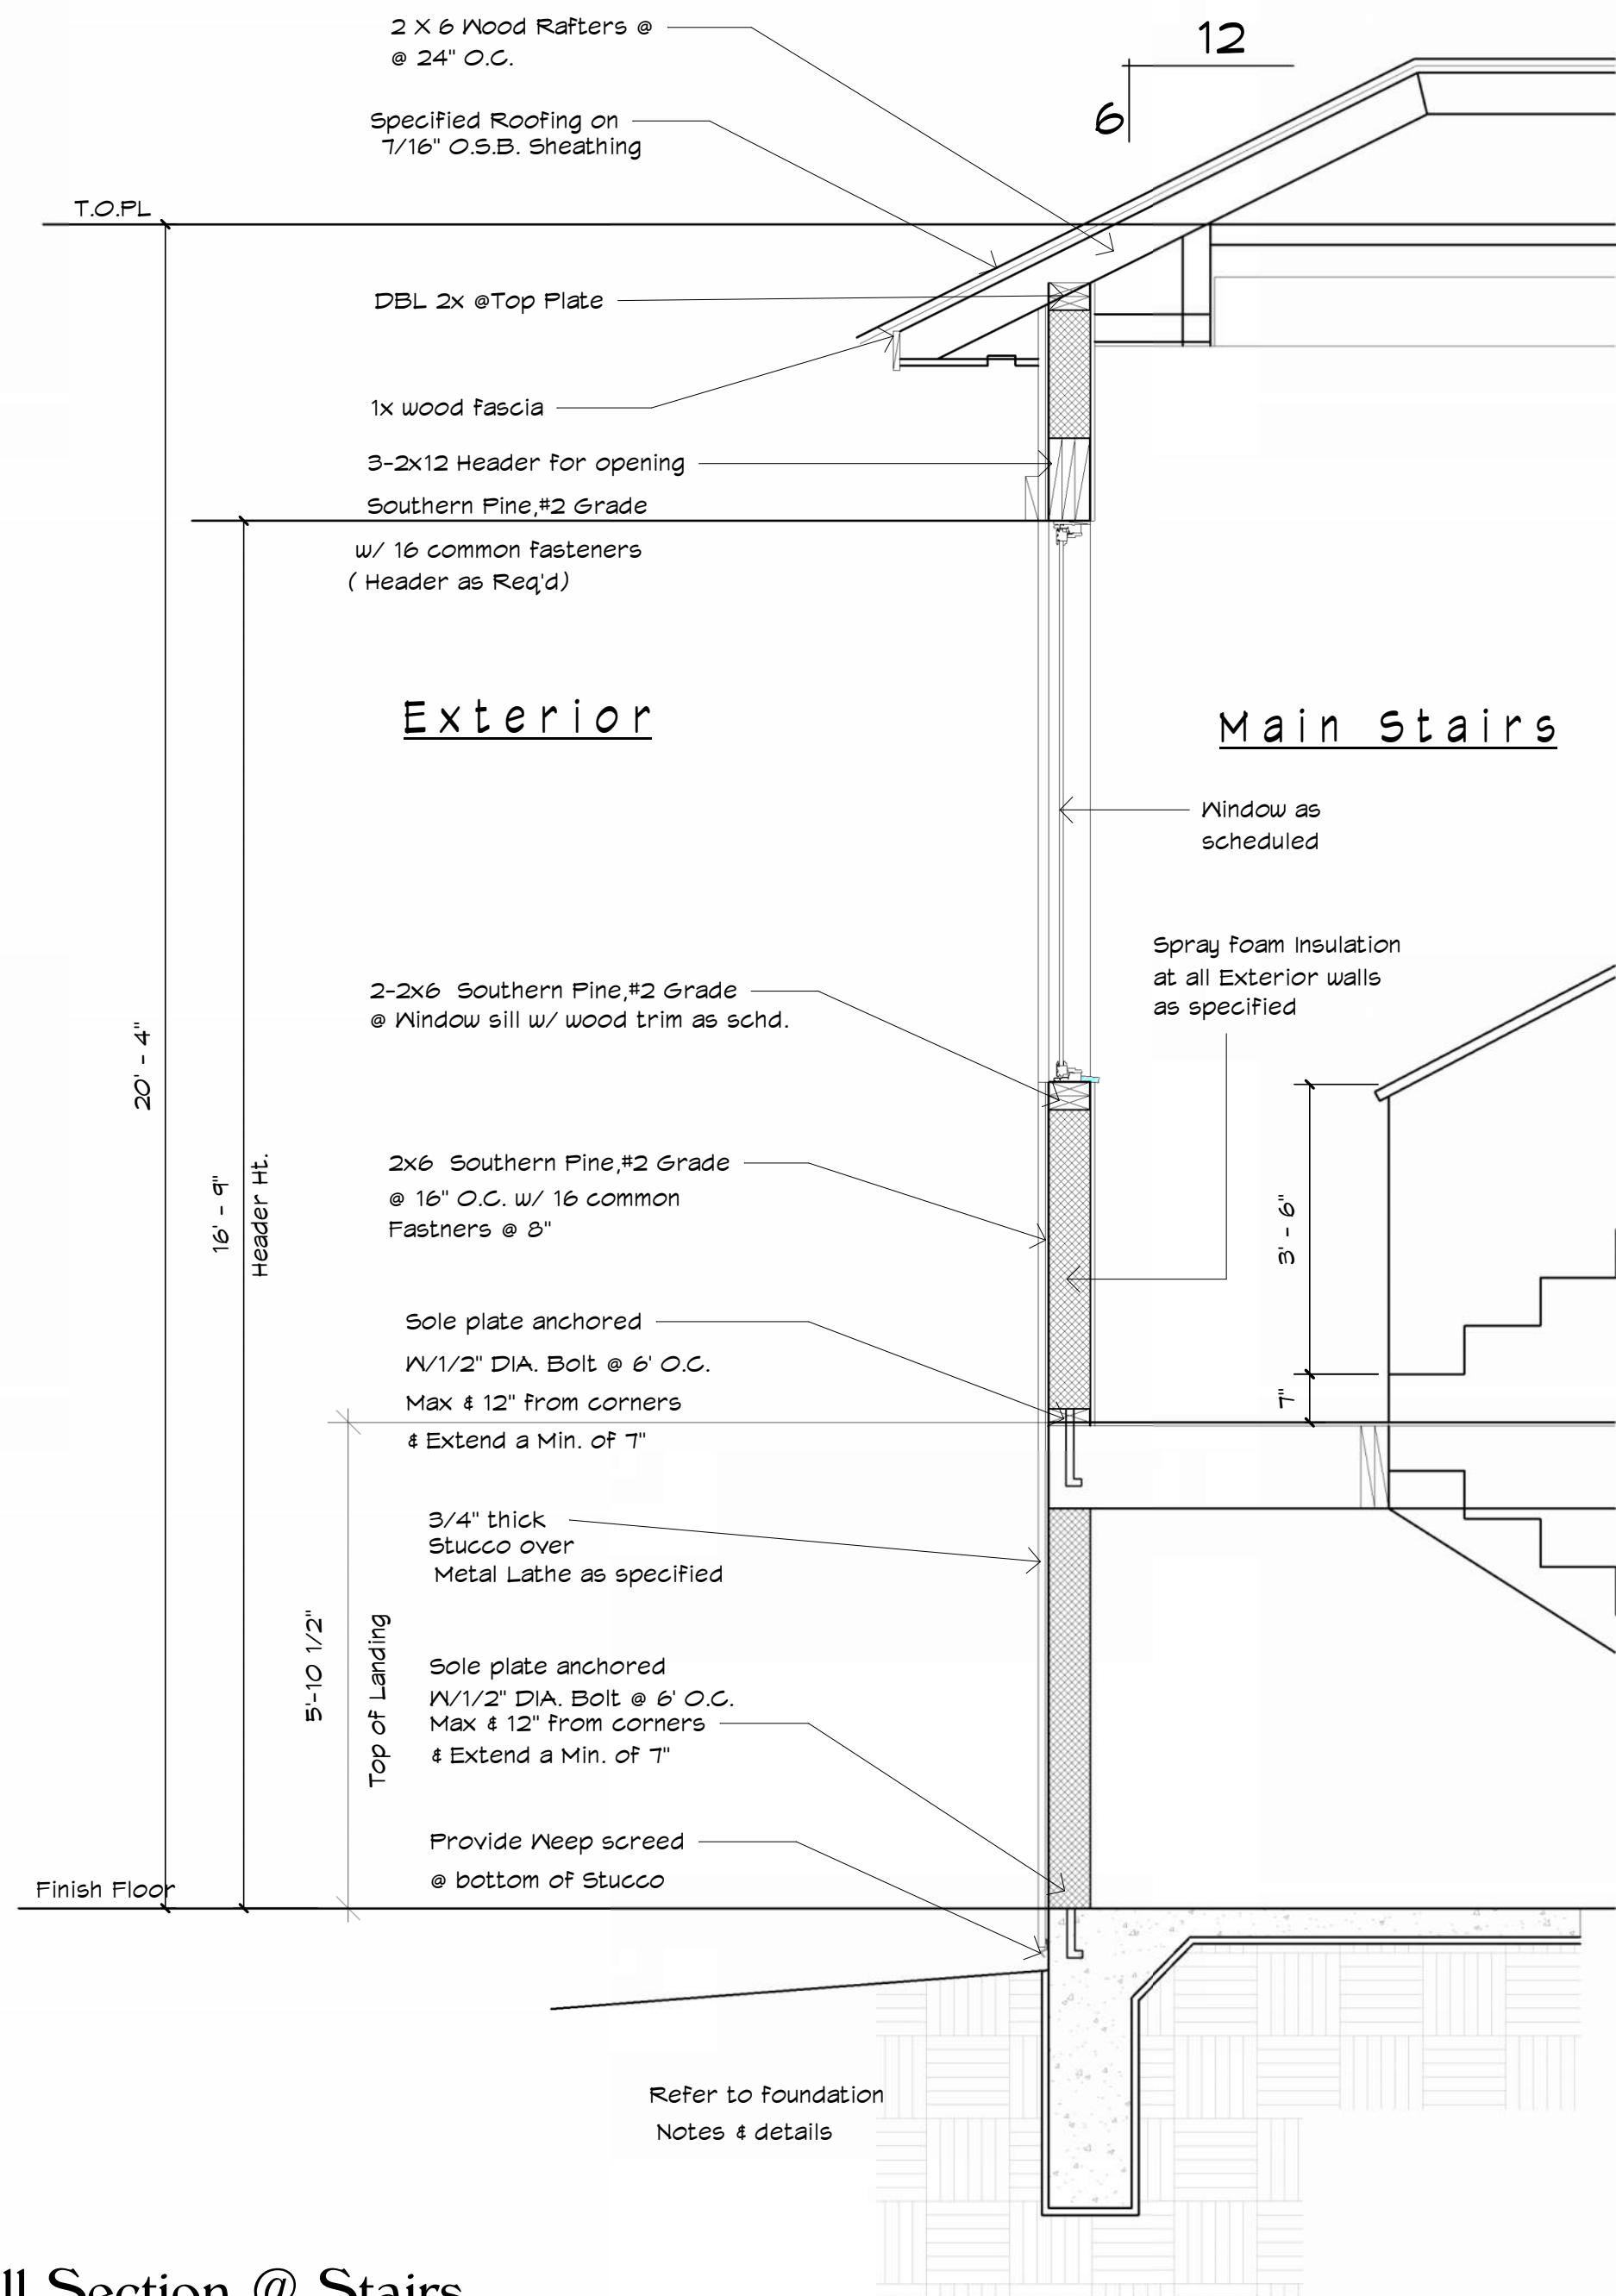 2 X 6 Wood Rafters @
@ 24" O.C.
12
6
Specified Roofing on
7/16" O.S.B. Sheathing
T.O.PL
DBL 2x @Top Plate
1x wood fascia
3-2x12 Header for opening
Southern Pine,#2 Grade
w/ 16 common fasteners
( Header as Req'd)
Exterior
Main Stairs
Window as
scheduled
Spray foam Insulation
at all Exterior walls
as specified
2-2x6 Southern Pine,#2 Grade
@ Window sill w/ wood trim as schd.
20' - 4"
16' - 9"
Header Ht.
2x6 Southern Pine,#2 Grade
@ 16" O.C. w/ 16 common
Fastners @ 8"
3' - 6"
7"
Sole plate anchored
W/1/2" DIA. Bolt @ 6' O.C.
Max & 12" from corners
& Extend a Min. of 7"
3/4" thick
Stucco over
Metal Lathe as specified
5'-10 1/2"
Top of Landing
Sole plate anchored
W/1/2" DIA. Bolt @ 6' O.C.
Max & 12" from corners
& Extend a Min. of 7"
Provide Weep screed
@ bottom of Stucco
Finish Floor
Refer to foundation
Notes & details
ll Section @ Stairs